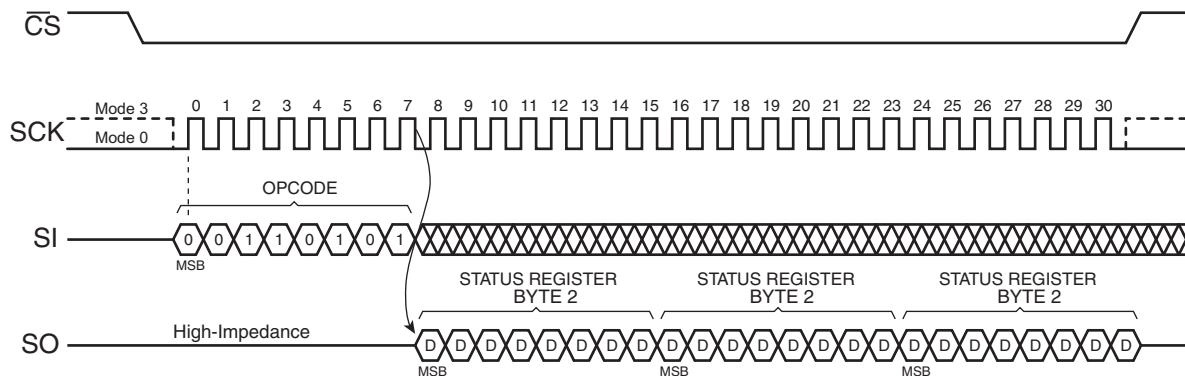 CS
Mode 3
0 1 2 3 4 5 6 7 8 9 10 11 12 13 14 15 16 17 18 19 20 21 22 23 24 25 26 27 28 29 30
SCK
Mode 0
OPCODE
SI
0 0 1 1 0 1 0 1
MSB
STATUS REGISTER
BYTE 2
STATUS REGISTER
BYTE 2
STATUS REGISTER
BYTE 2
High-Impedance
SO
D D D D D D D D D D D D D D D D D D D D D D D D
MSB MSB MSB